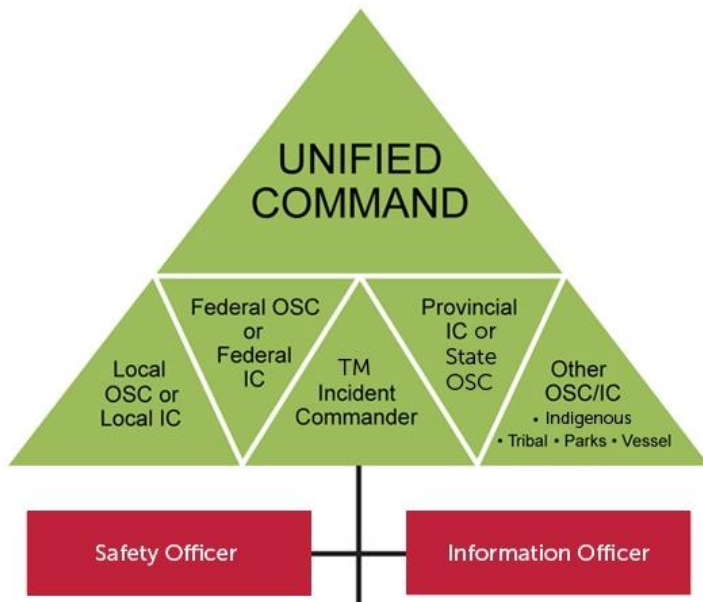 UNIFIED
COMMAND
Local
OSC or
Local IC
Federal OSC
or
Federal
IC
TM
Incident
Commander
Provincial
IC or
State
OSC
Other
OSC/IC
• Indigenous
• Tribal • Parks • Vessel
Safety Officer
Information Officer